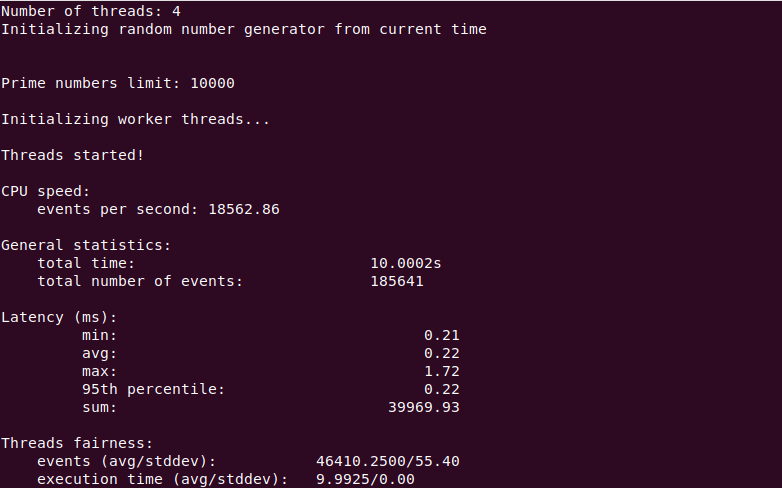 Number of threads: 4
Initializing random number generator from current time
Prime numbers limit: 10000
Initializing worker threads...
Threads started!
CPU speed:
events per second: 18562.86
General statistics:
total time: 10.0002s
total number of events: 185641
Latency (ms):
min: 0.21
avg: 0.22
max: 1.72
95th percentile: 0.22
sum: 39969.93
Threads fairness:
events (avg/stddev): 46410.2500/55.40
execution time (avg/stddev): 9.9925/0.00